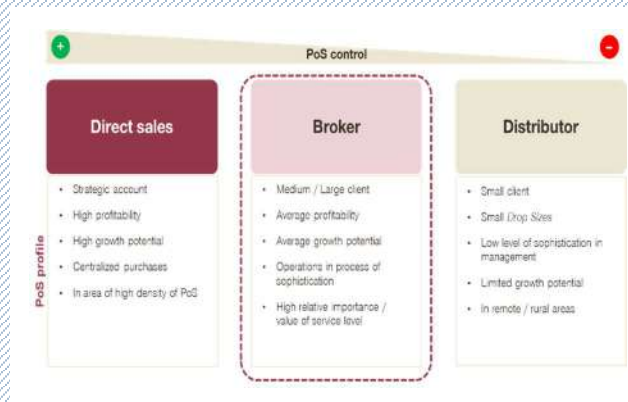 +
PoS control
-
Direct sales
Broker
Distributor
PoS profile
• Strategic account
• High profitability
• High growth potential
• Centralized purchases
• In area of high density of PoS
• Medium / Large client
• Average profitability
• Average growth potential
• Operations in process of
sophistication
• High relative importance /
value of service level
• Small client
• Small Drop Sizes
• Low level of sophistication in
management
• Limited growth potential
• In remote / rural areas